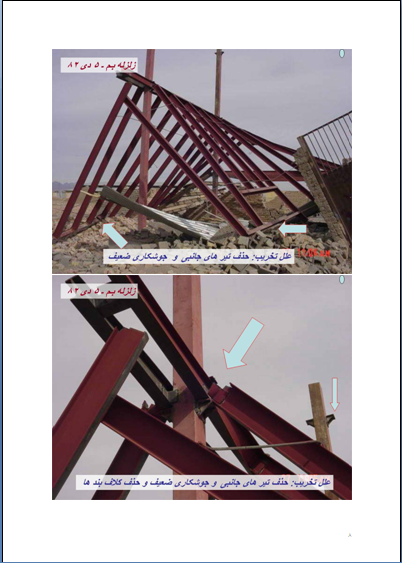 زلزله بم - ۵ دی ۸۲
علل تخریب: حذف تیر های جانبی و جوشکاری ضعیف
زلزله بم - ۵ دی ۸۲
علل تخریب: حذف تیر های جانبی و جوشکاری ضعیف و حذف کلاف بند ها
۸